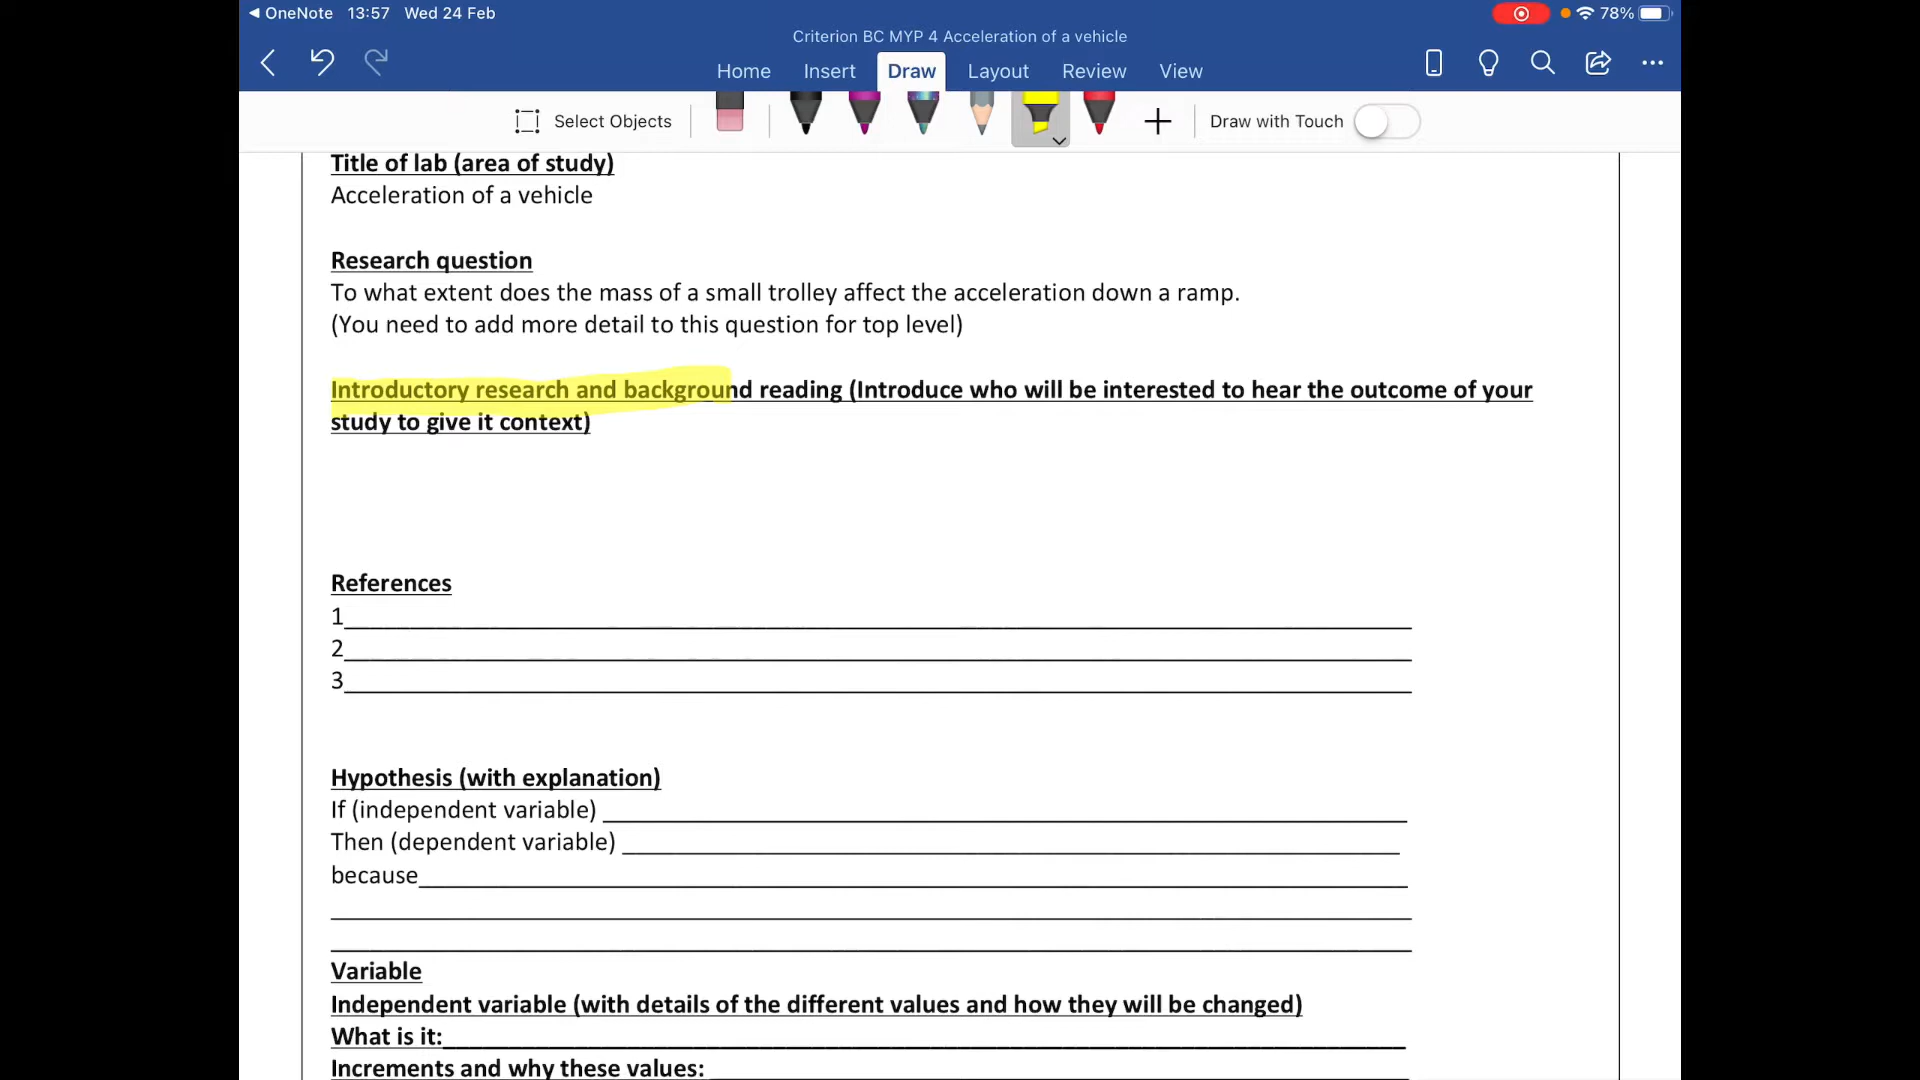 OneNote 13:57 Wed 24 Feb
78%
Criterion BC MYP 4 Acceleration of a vehicle
Home Insert Draw Layout Review View
Select Objects
Draw with Touch
Title of lab (area of study)
Acceleration of a vehicle
Research question
To what extent does the mass of a small trolley affect the acceleration down a ramp.
(You need to add more detail to this question for top level)
Introductory research and background reading (Introduce who will be interested to hear the outcome of your
study to give it context)
References
1
2
3
Hypothesis (with explanation)
If (independent variable)
Then (dependent variable)
because
Variable
Independent variable (with details of the different values and how they will be changed)
What is it:
Increments and why these values: